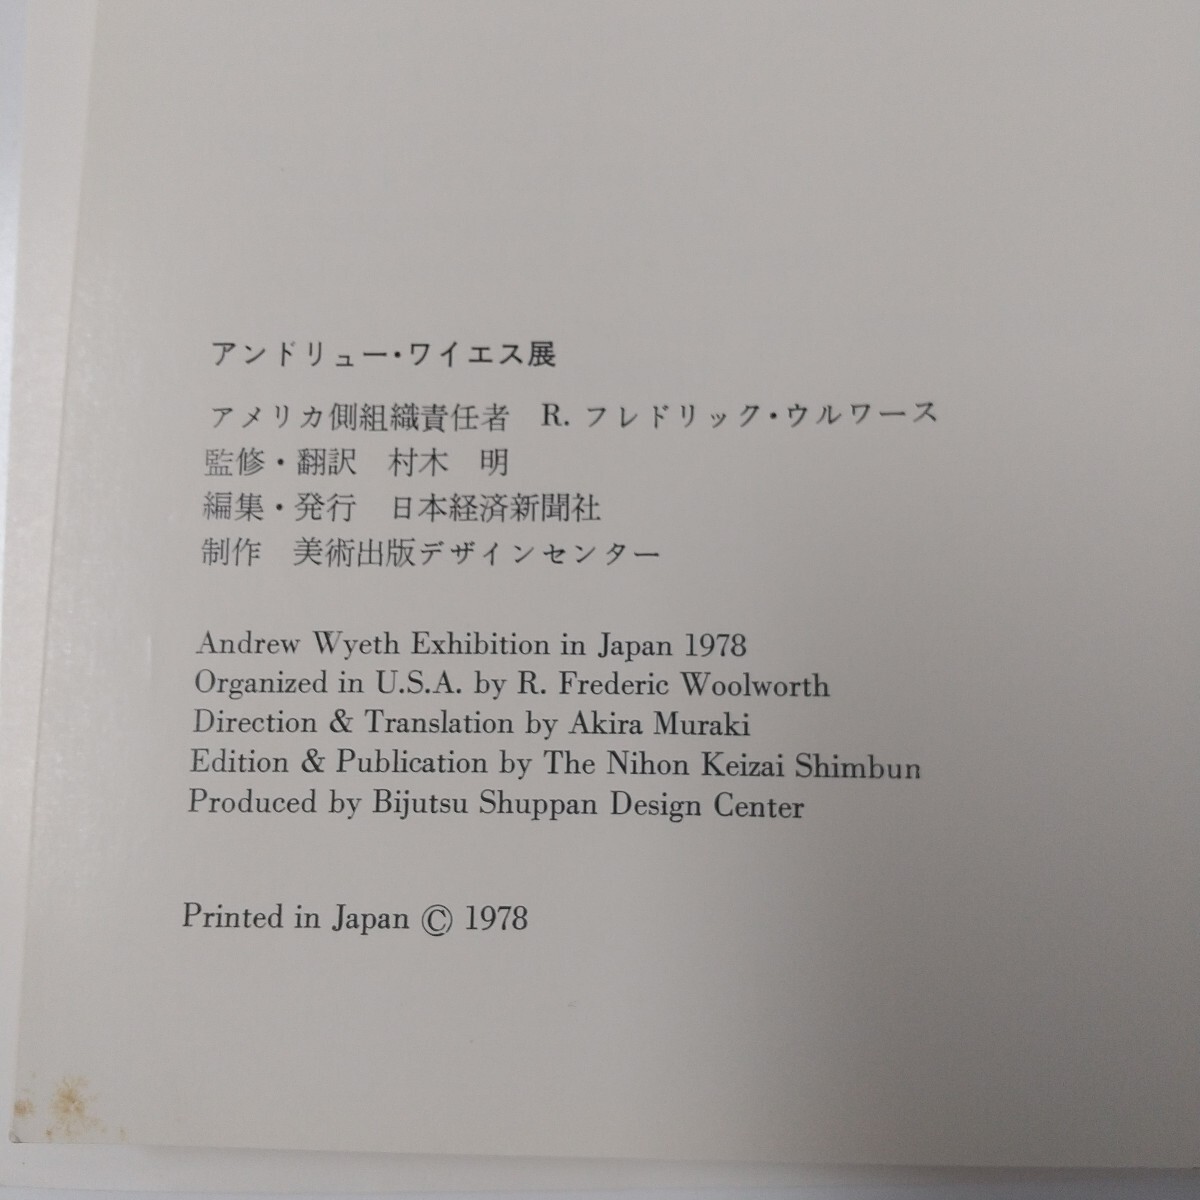 アンドリュー・ワイエス展
アメリカ側組織責任者　R. フレドリック・ウルワース
監修・翻訳　村木　明
編集・発行　日本経済新聞社
制作　美術出版デザインセンター
Andrew Wyeth Exhibition in Japan 1978
Organized in U.S.A. by R. Frederic Woolworth
Direction & Translation by Akira Muraki
Edition & Publication by The Nihon Keizai Shimbun
Produced by Bijutsu Shuppan Design Center
Printed in Japan © 1978